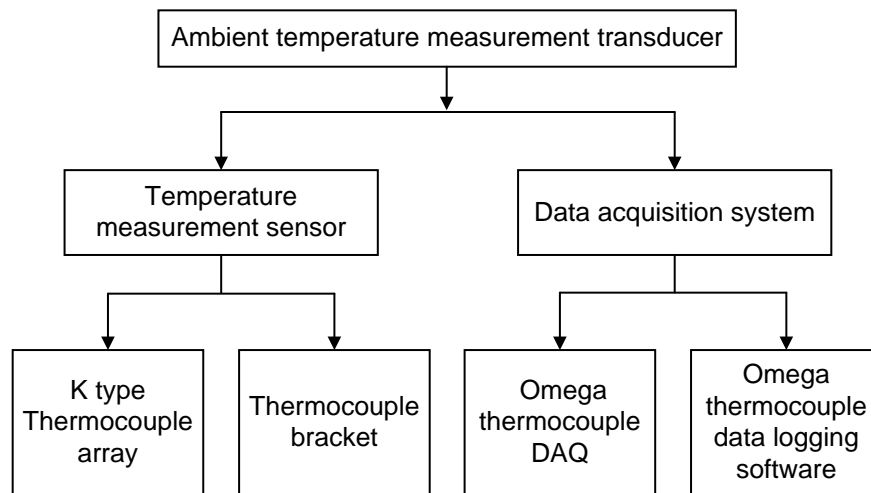 Ambient temperature measurement transducer
Temperature
measurement sensor
Data acquisition system
K type
Thermocouple
array
Thermocouple
bracket
Omega
thermocouple
DAQ
Omega
thermocouple
data logging
software